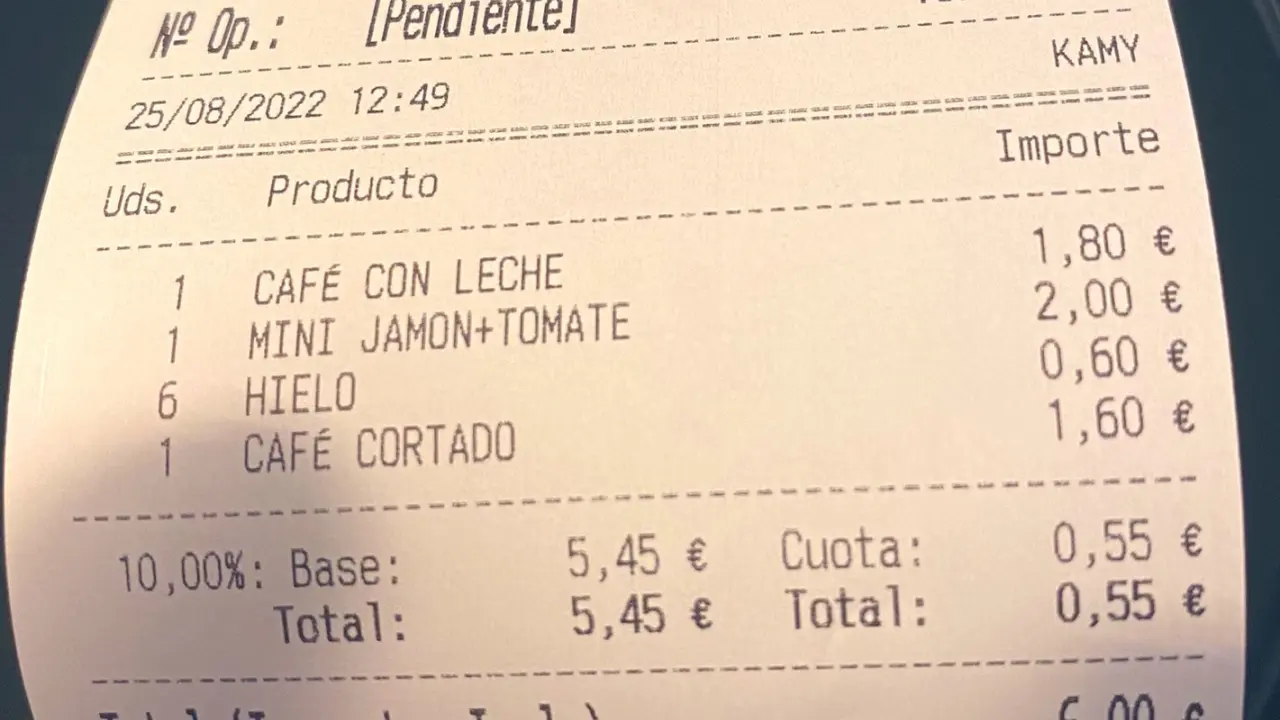 Nº Op.: [Pendiente]
25/08/2022 12:49 KAMY
Uds. Producto Importe
1 CAFÉ CON LECHE 1,80 €
1 MINI JAMON+TOMATE 2,00 €
6 HIELO 0,60 €
1 CAFÉ CORTADO 1,60 €
10,00%: Base: 5,45 € Cuota: 0,55 €
Total: 5,45 € Total: 0,55 €
6,00 €